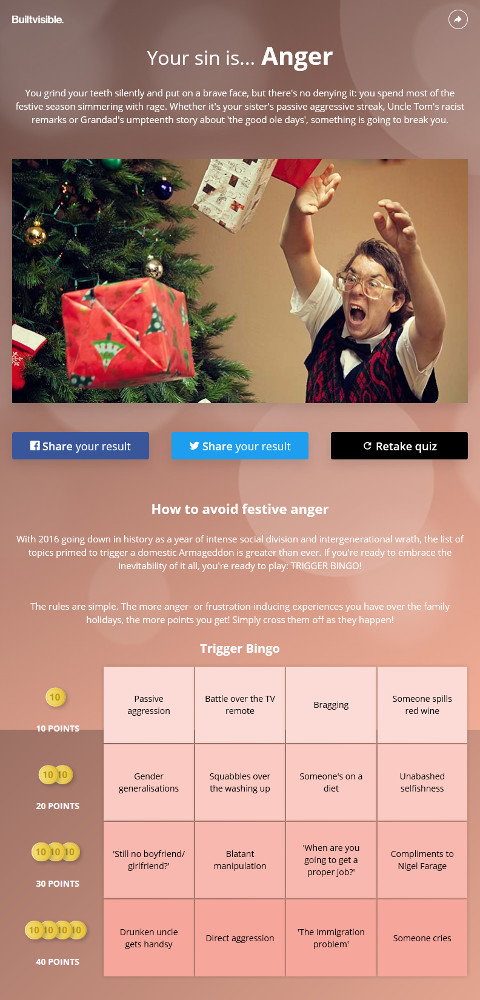 Builtvisible.
Your sin is... Anger
You grind your teeth silently and put on a brave face, but there's no denying it: you spend most of the
festive season simmering with rage. Whether it's your sister's passive aggressive streak, Uncle Tom's racist
remarks or Grandad's umpteenth story about 'the good ole days', something is going to break you.
Share your result
Share your result
Retake quiz
How to avoid festive anger
With 2016 going down in history as a year of intense social division and intergenerational wrath, the list of
topics primed to trigger a domestic Armageddon is greater than ever. If you're ready to embrace the
inevitability of it all, you're ready to play: TRIGGER BINGO!
The rules are simple. The more anger- or frustration-inducing experiences you have over the family
holidays, the more points you get! Simply cross them off as they happen!
Trigger Bingo
10
10 POINTS
Passive
aggression
Battle over the TV
remote
Bragging
Someone spills
red wine
10 10
20 POINTS
Gender
generalisations
Squabbles over
the washing up
Someone's on a
diet
Unabashed
selfishness
10 10 10
30 POINTS
'Still no boyfriend/
girlfriend?'
Blatant
manipulation
'When are you
going to get a
proper job?'
Compliments to
Nigel Farage
10 10 10 10
40 POINTS
Drunken uncle
gets handsy
Direct aggression
'The immigration
problem'
Someone cries